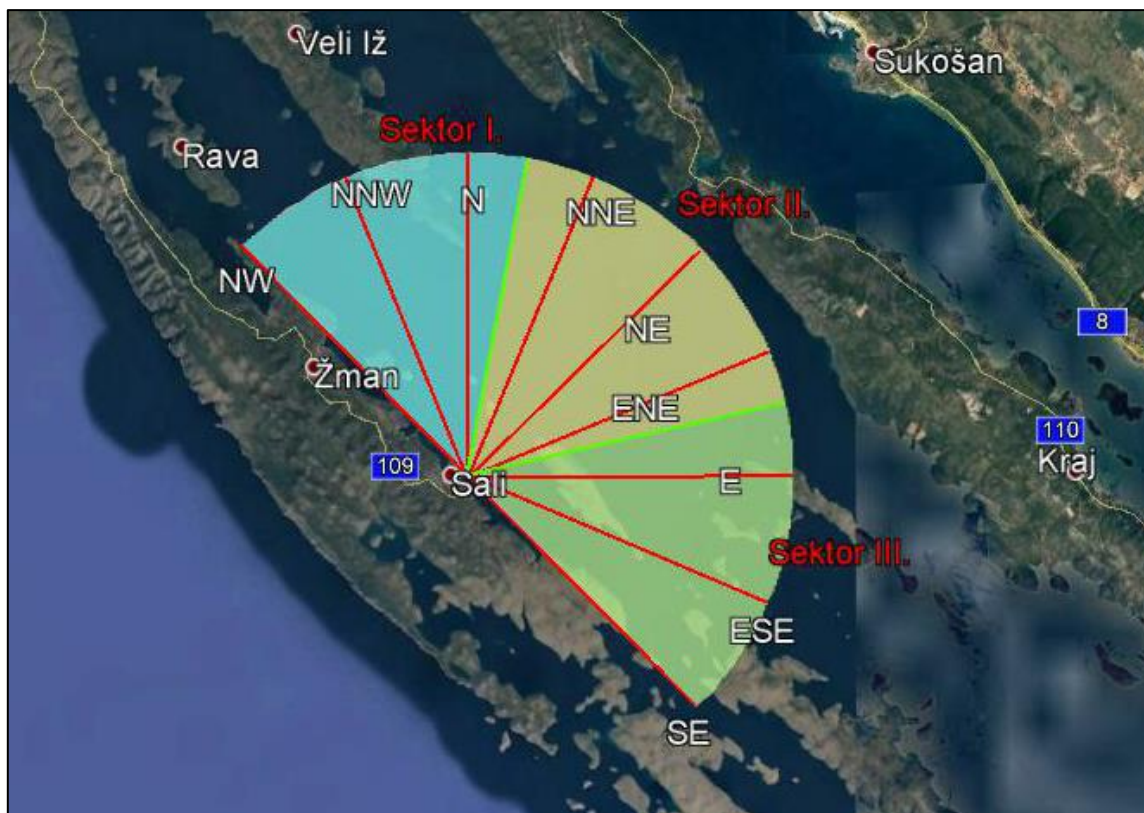 Veli Iž
Sukošan
Sektor I.
Rava
NNW
N
NNE
Sektor II.
NW
8
NE
Žman
ENE
110
Kraj
109
Sali
E
Sektor III.
ESE
SE